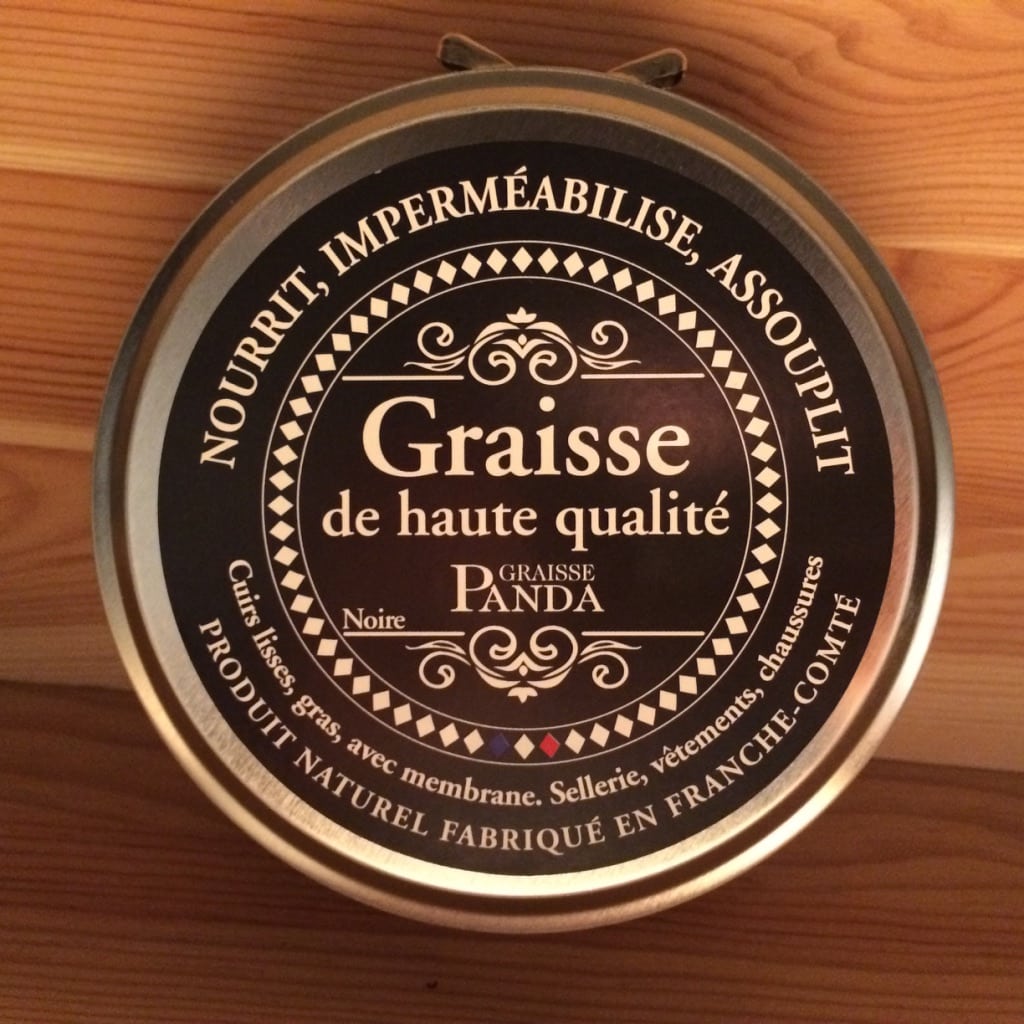 NOURRIT, IMPERMÉABILISE, ASSOUPLIT
Graisse
de haute qualité
GRAISSE
PANDA
Noire
Cuirs lisses, gras, avec membrane. Sellerie, vêtements, chaussures
PRODUIT NATUREL FABRIQUÉ EN FRANCHE-COMTÉ